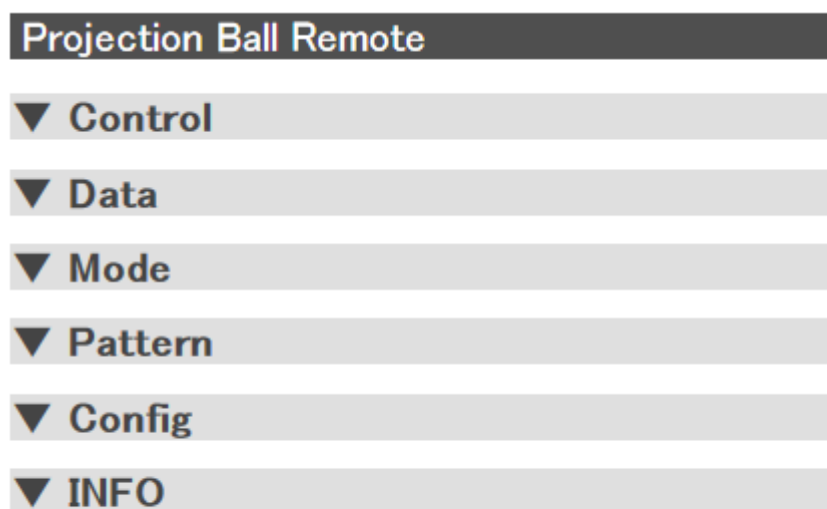 Projection Ball Remote
▼ Control
▼ Data
▼ Mode
▼ Pattern
▼ Config
▼ INFO